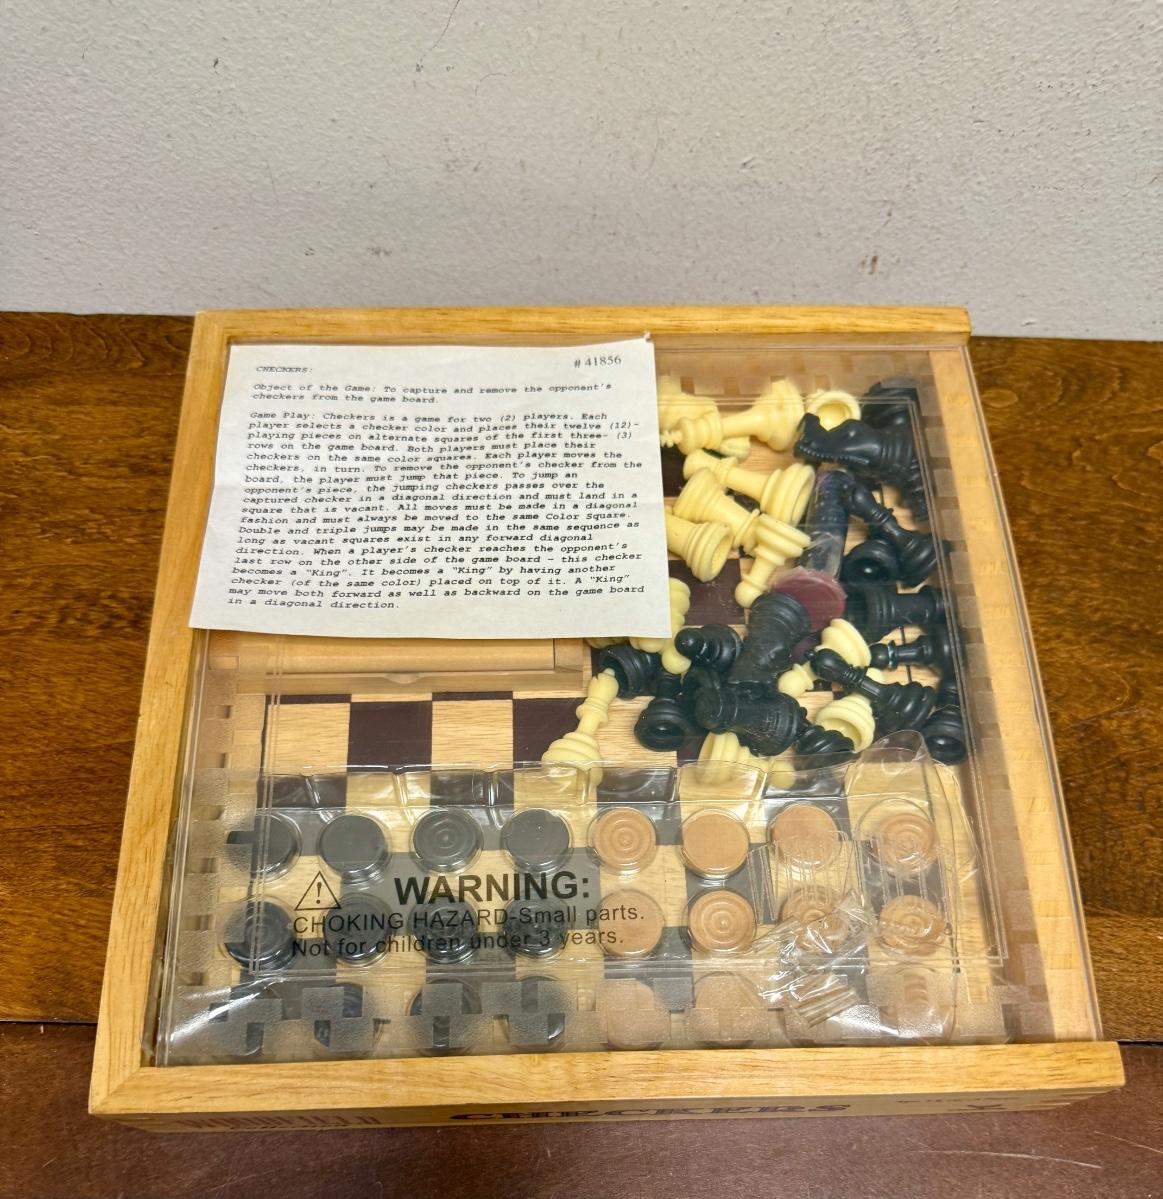 # 41856
CHECKERS:
Object of the Game: To capture and remove the opponent's
checkers from the game board.
Game Play: Checkers is a game for two (2) players. Each
player selects a checker color and places their twelve (12)-
playing pieces on alternate squares of the first three- (3)
rows on the game board. Both players must place their
checkers on the same color squares. Each player moves the
checkers, in turn. To remove the opponent's checker from the
board, the player must jump that piece. To jump an
opponent's piece, the jumping checkers passes over the
captured checker in a diagonal direction and must land in a
square that is vacant. All moves must be made in a diagonal
fashion and must always be moved to the same Color Square.
Double and triple jumps may be made in the same sequence as
long as vacant squares exist in any forward diagonal
direction. When a player's checker reaches the opponent's
last row on the other side of the game board - this checker
becomes a "King". It becomes a "King" by having another
checker (of the same color) placed on top of it. A "King"
may move both forward as well as backward on the game board
in a diagonal direction.
WARNING:
CHOKING HAZARD-Small parts.
Not for children under 3 years.
CHECKERS